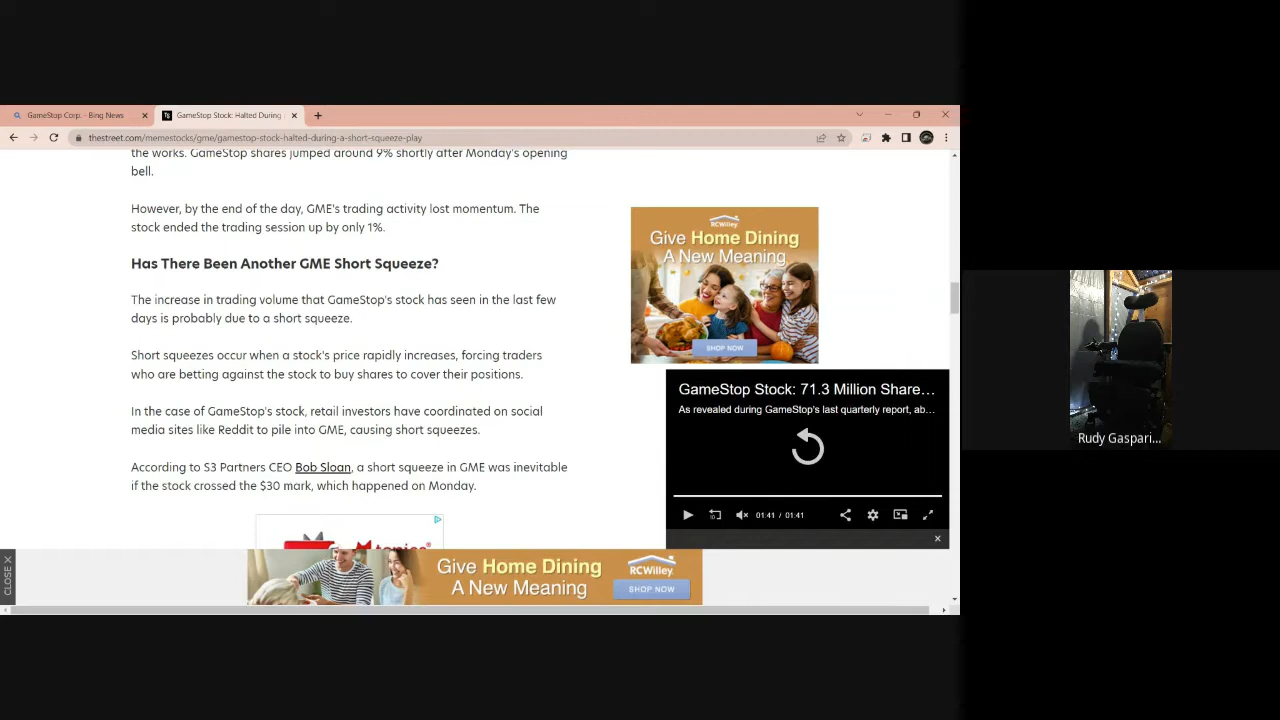 GameStop Corp. - Bing News
GameStop Stock: Halted During
thestreet.com/memestocks/gme/gamestop-stock-halted-during-a-short-squeeze-play
the works. GameStop shares jumped around 9% shortly after Monday's opening
bell.
However, by the end of the day, GME's trading activity lost momentum. The
stock ended the trading session up by only 1%.
Has There Been Another GME Short Squeeze?
The increase in trading volume that GameStop's stock has seen in the last few
days is probably due to a short squeeze.
Short squeezes occur when a stock's price rapidly increases, forcing traders
who are betting against the stock to buy shares to cover their positions.
In the case of GameStop's stock, retail investors have coordinated on social
media sites like Reddit to pile into GME, causing short squeezes.
According to S3 Partners CEO Bob Sloan, a short squeeze in GME was inevitable
if the stock crossed the $30 mark, which happened on Monday.
RCWilley
Give Home Dining
A New Meaning
SHOP NOW
GameStop Stock: 71.3 Million Share...
As revealed during GameStop's last quarterly report, ab...
01:41 / 01:41
Rudy Gaspari...
CLOSE X
Give Home Dining
A New Meaning
RCWilley
SHOP NOW